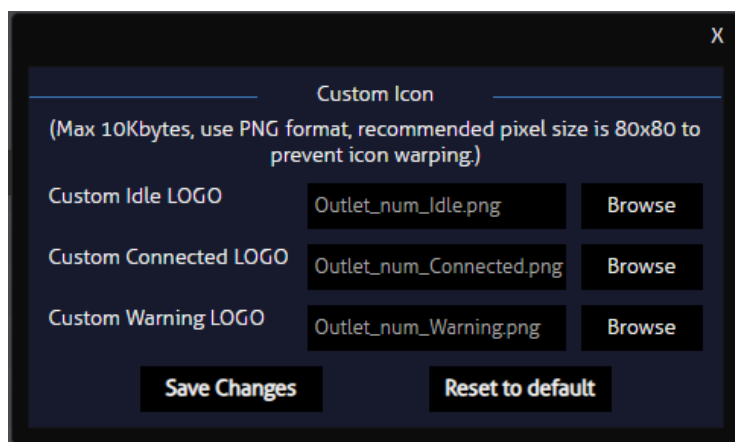 X
Custom Icon
(Max 10Kbytes, use PNG format, recommended pixel size is 80x80 to
prevent icon warping.)
Custom Idle LOGO Outlet_num_Idle.png Browse
Custom Connected LOGO Outlet_num_Connected.png Browse
Custom Warning LOGO Outlet_num_Warning.png Browse
Save Changes Reset to default